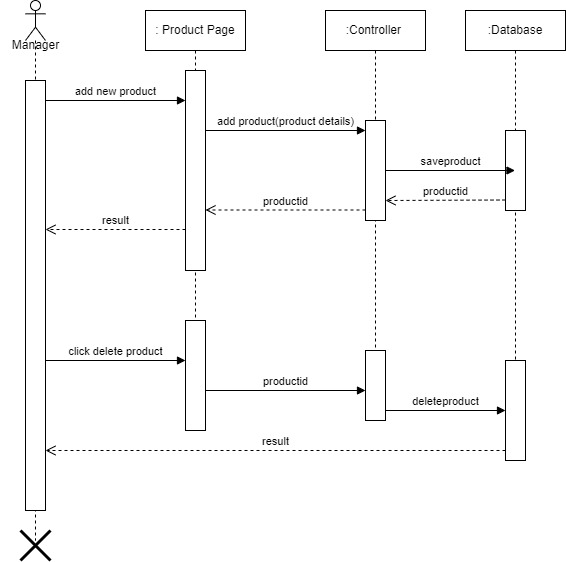 Manager
: Product Page
:Controller
:Database
add new product
add product(product details)
saveproduct
productid
productid
result
click delete product
productid
deleteproduct
result